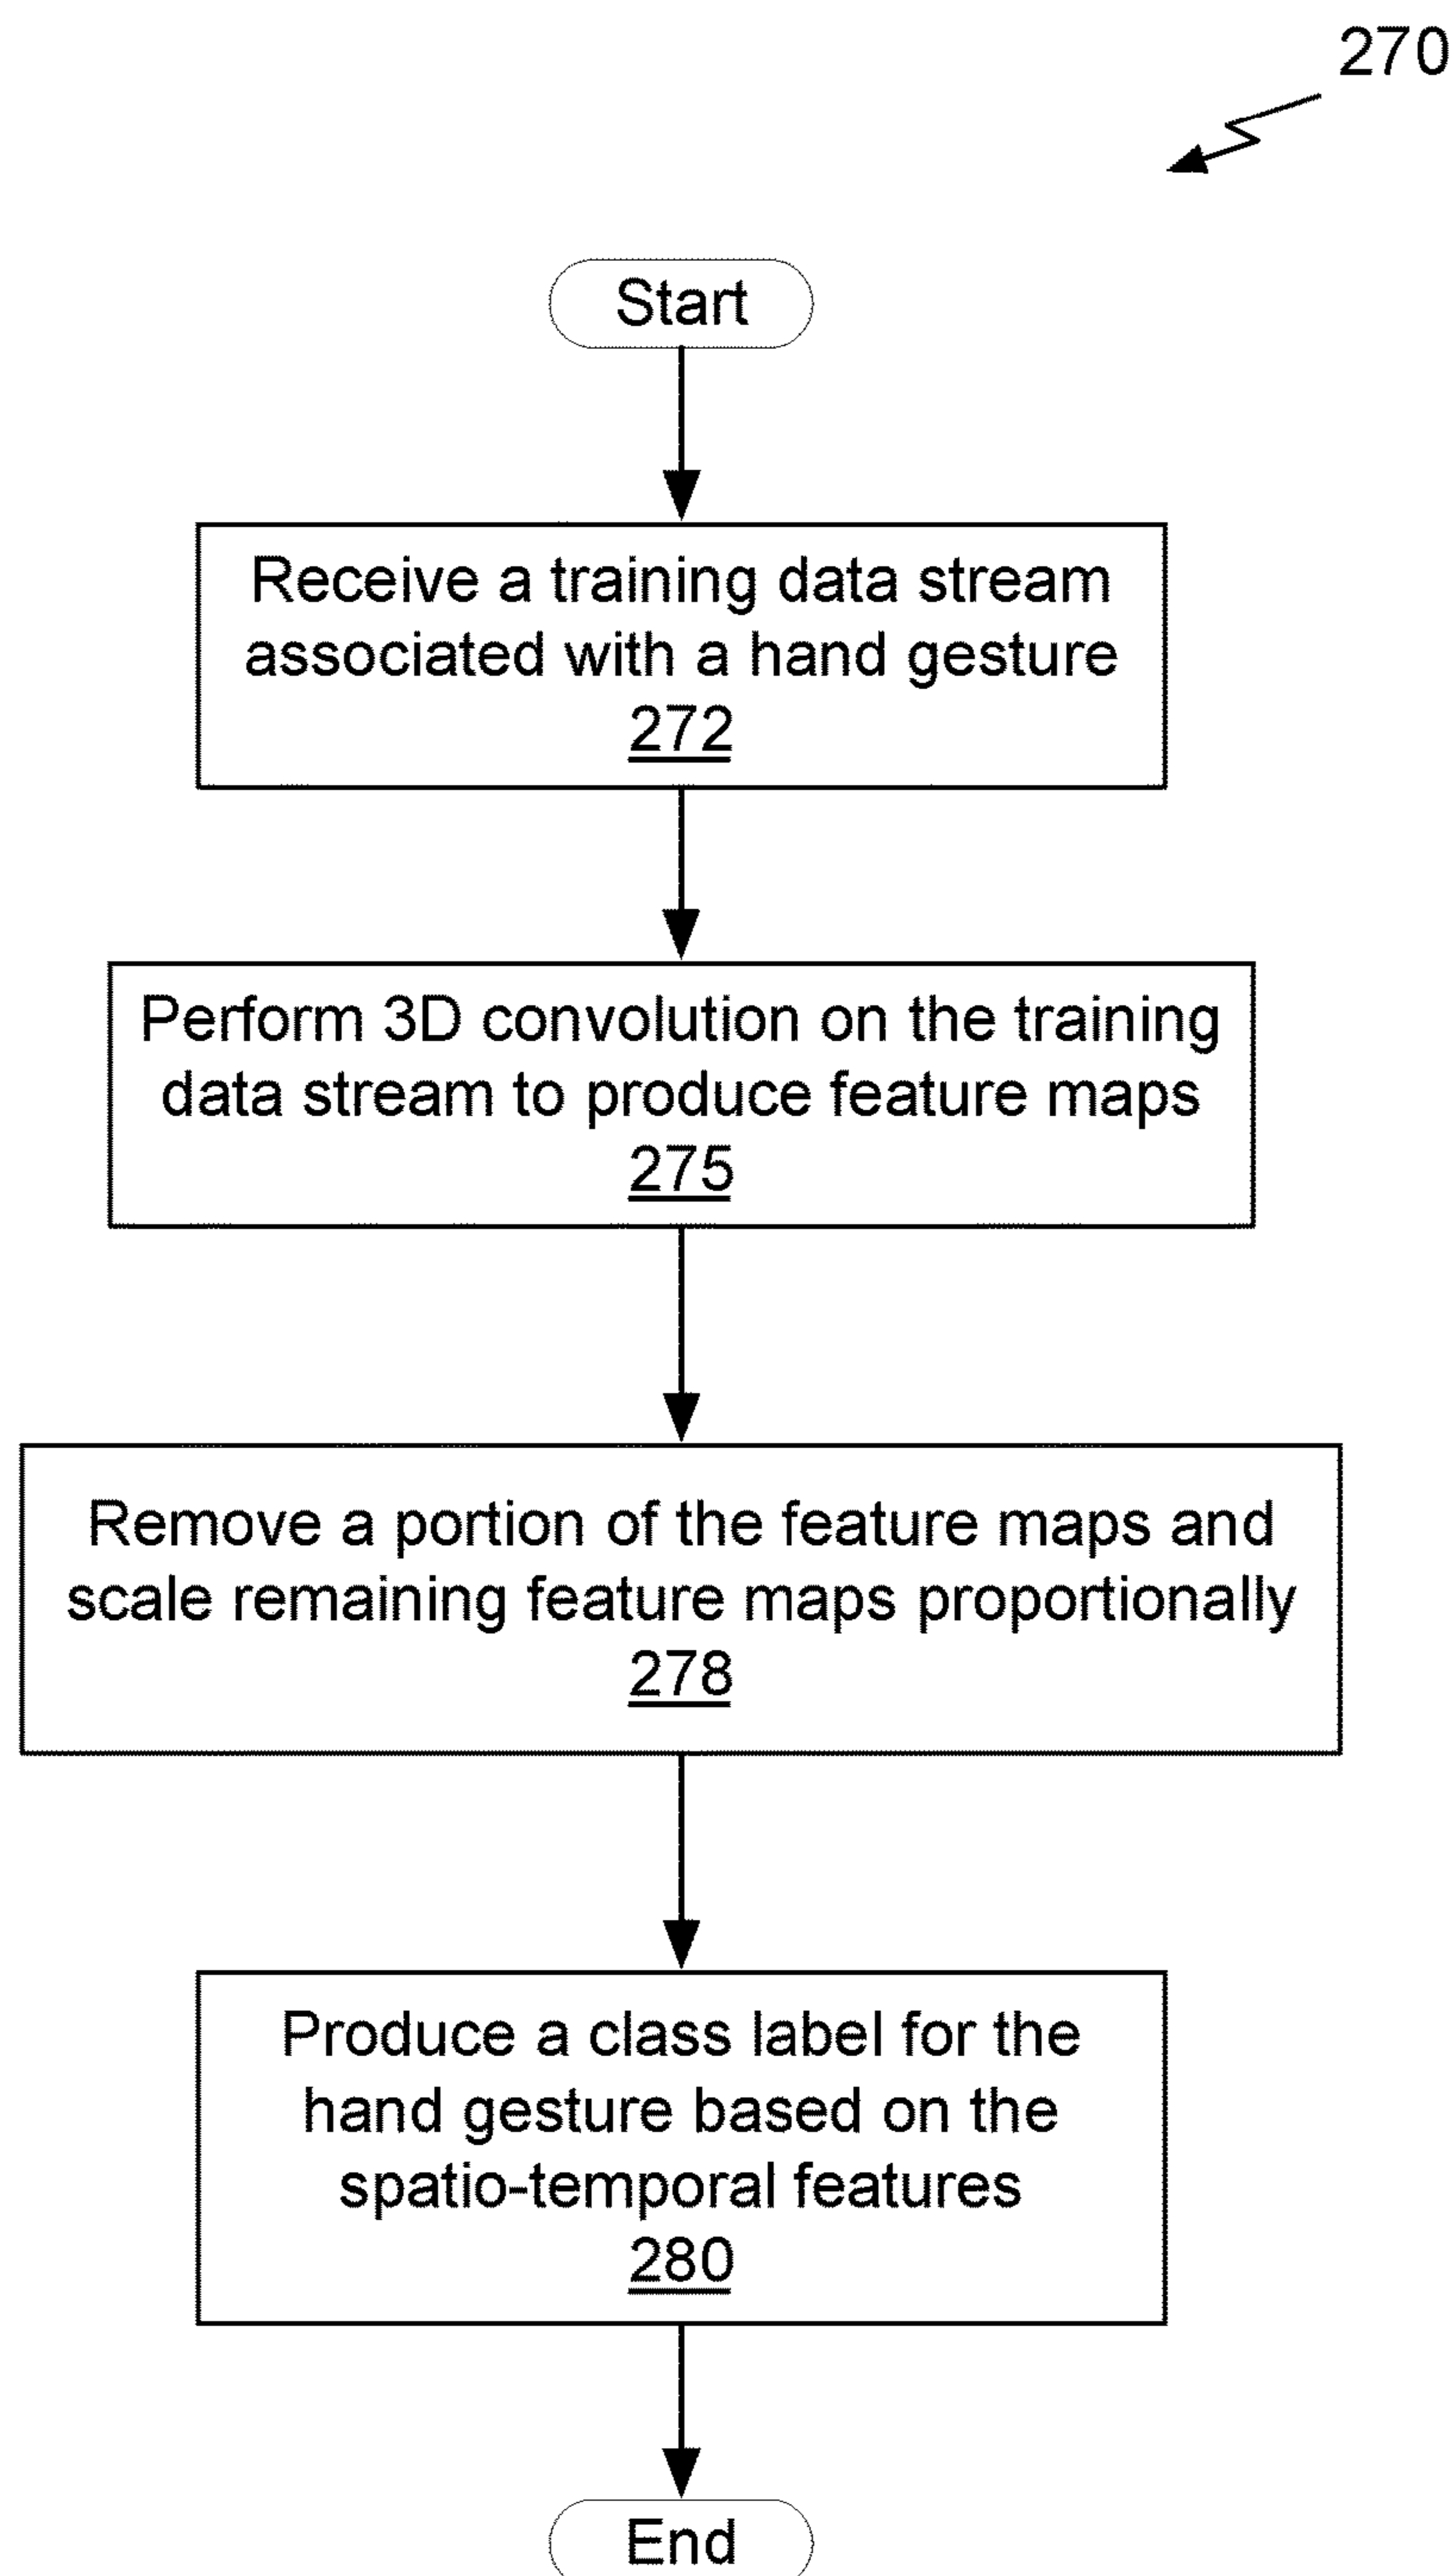 270
Start
Receive a training data stream
associated with a hand gesture
272
Perform 3D convolution on the training
data stream to produce feature maps
275
Remove a portion of the feature maps and
scale remaining feature maps proportionally
278
Produce a class label for the
hand gesture based on the
spatio-temporal features
280
End